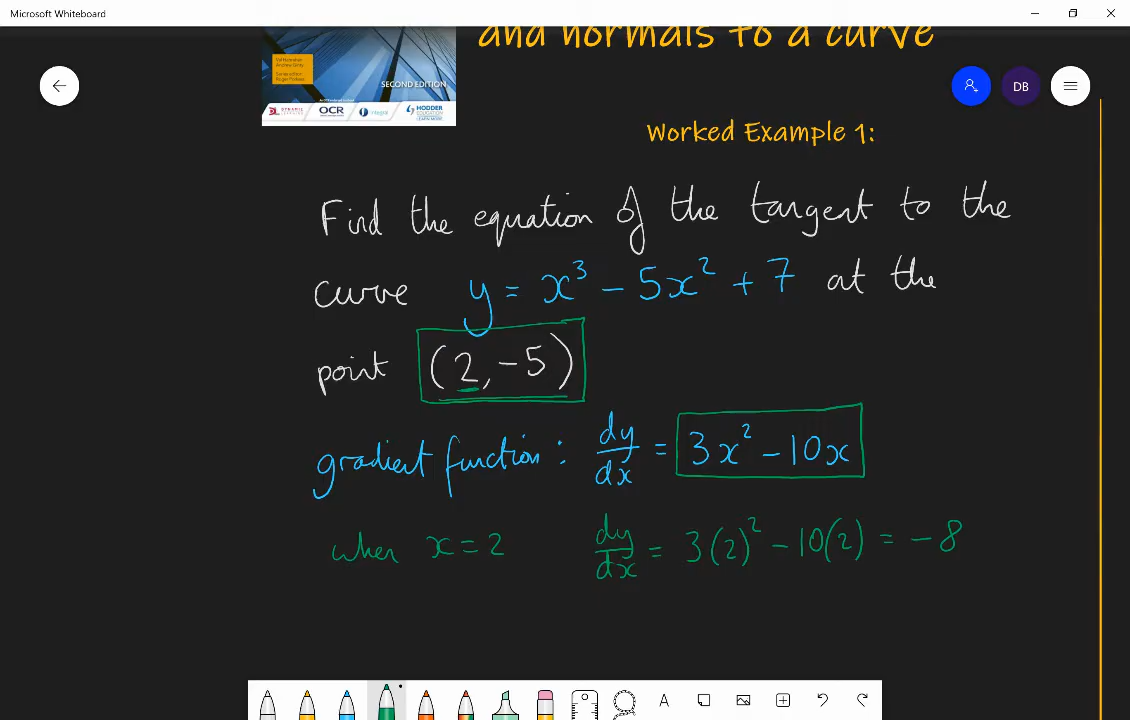 Microsoft Whiteboard
and normals to a curve
SECOND EDITION
OCR
integral
HODDER EDUCATION
DB
Worked Example 1:
Find the equation of the tangent to the
curve y = x³ - 5x² + 7 at the
point (2, -5)
gradient function: dy/dx = 3x² - 10x
when x = 2 dy/dx = 3(2)² - 10(2) = -8
A